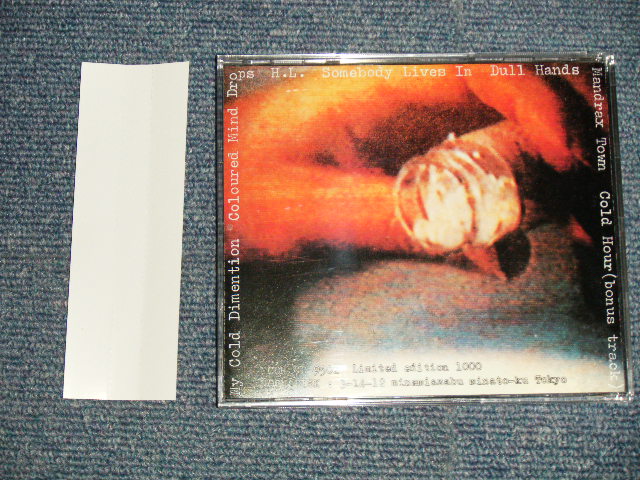 My Cold Dimention Coloured Mind Drops
H.L. Somebody Lives In Dull Hands
Mandrax Town Cold Hour(bonus track)
Limited edition 1000
3-14-12 minamiazabu minato-ku Tokyo